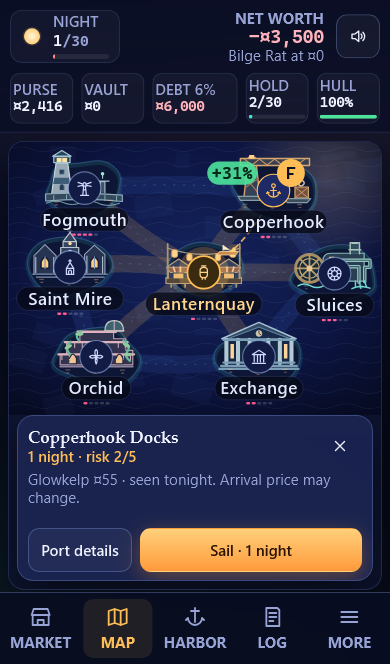 NIGHT
1/30
NET WORTH
−¤3,500
Bilge Rat at ¤0
PURSE
¤2,416
VAULT
¤0
DEBT 6%
¤6,000
HOLD
2/30
HULL
100%
+31%
F
Fogmouth
Copperhook
Saint Mire
Lanternquay
Sluices
Orchid
Exchange
Copperhook Docks
1 night · risk 2/5
Glowkelp ¤55 · seen tonight. Arrival price may
change.
Port details
Sail · 1 night
MARKET
MAP
HARBOR
LOG
MORE